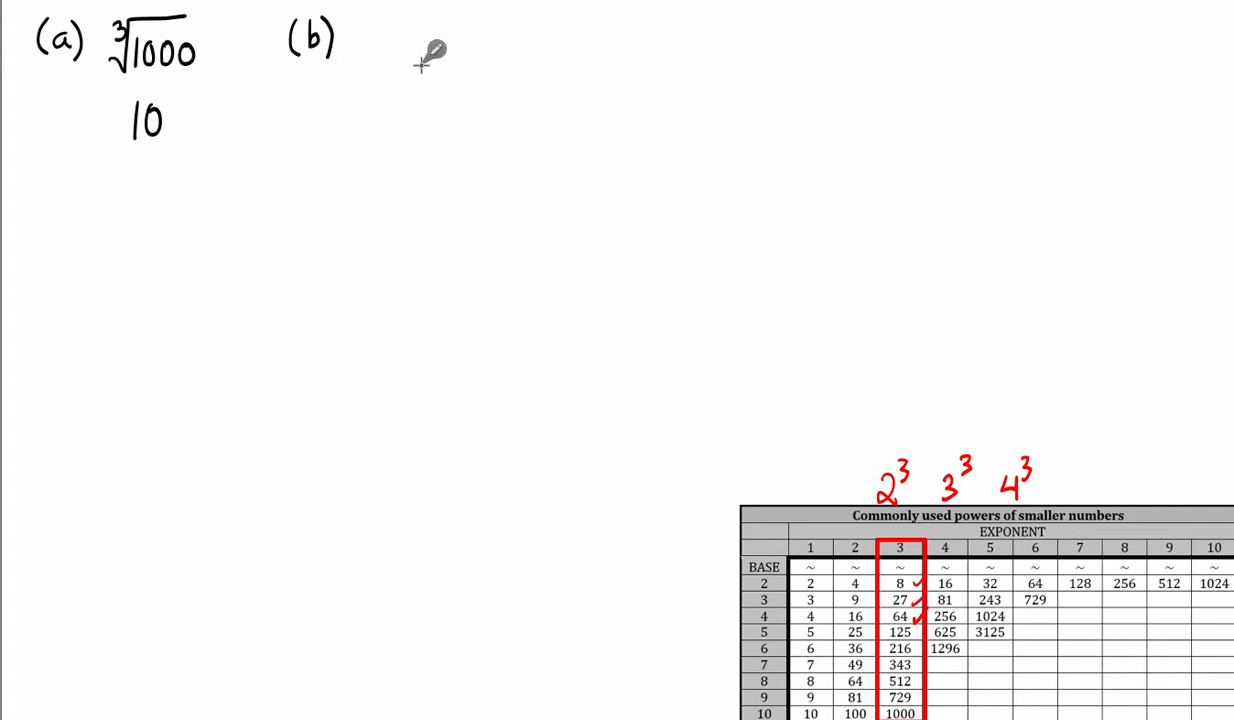 (a) ∛1000 (b)
10
2³ 3³ 4³
Commonly used powers of smaller numbers
EXPONENT
1 2 3 4 5 6 7 8 9 10
BASE ~ ~ ~ ~ ~ ~ ~ ~ ~ ~
2 2 4 8 16 32 64 128 256 512 1024
3 3 9 27 81 243 729
4 4 16 64 256 1024
5 5 25 125 625 3125
6 6 36 216 1296
7 7 49 343
8 8 64 512
9 9 81 729
10 10 100 1000